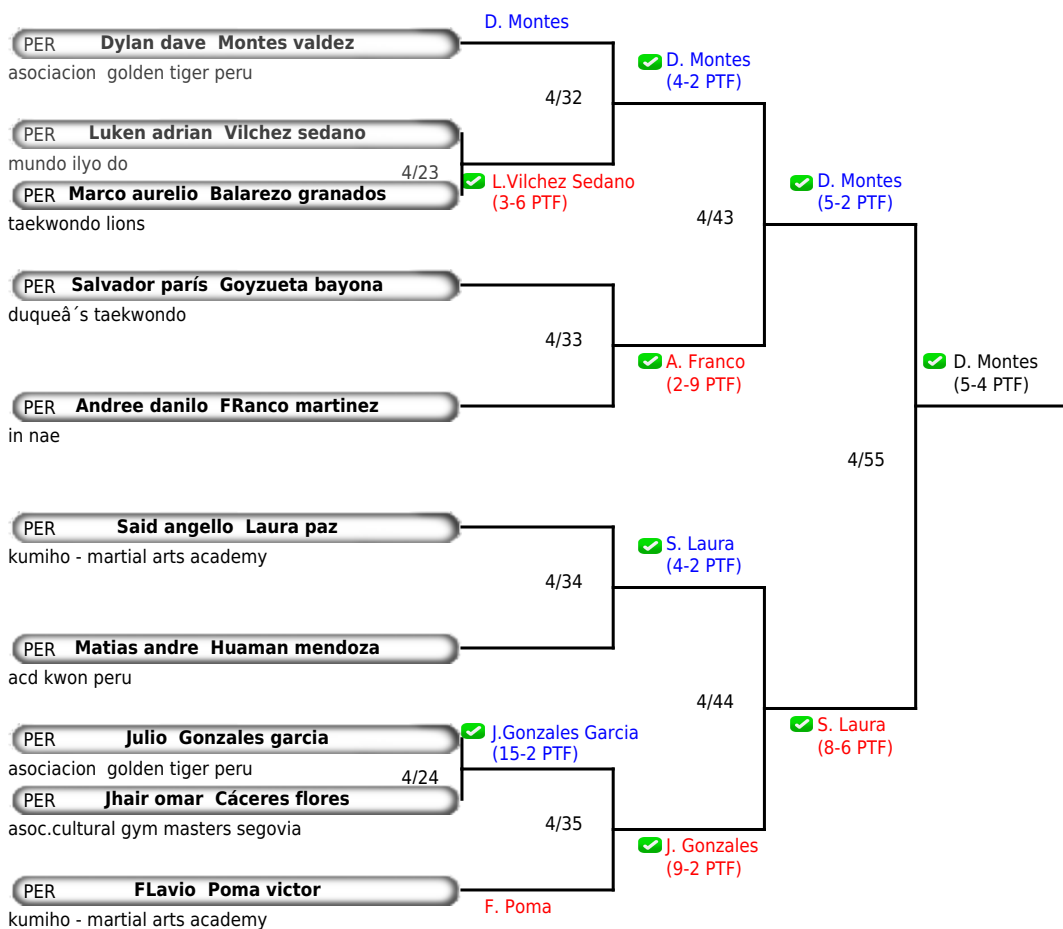 D. Montes
PER Dylan dave Montes valdez
asociacion golden tiger peru
D. Montes
(4-2 PTF)
4/32
PER Luken adrian Vilchez sedano
mundo ilyo do
4/23
L.Vilchez Sedano
(3-6 PTF)
PER Marco aurelio Balarezo granados
taekwondo lions
D. Montes
(5-2 PTF)
4/43
PER Salvador parís Goyzueta bayona
duqueâ´s taekwondo
4/33
A. Franco
(2-9 PTF)
D. Montes
(5-4 PTF)
PER Andree danilo FRanco martinez
in nae
4/55
PER Said angello Laura paz
kumiho - martial arts academy
S. Laura
(4-2 PTF)
4/34
PER Matias andre Huaman mendoza
acd kwon peru
4/44
S. Laura
(8-6 PTF)
PER Julio Gonzales garcia
J.Gonzales Garcia
(15-2 PTF)
asociacion golden tiger peru
4/24
PER Jhair omar Cáceres flores
asoc.cultural gym masters segovia
4/35
J. Gonzales
(9-2 PTF)
PER FLavio Poma victor
F. Poma
kumiho - martial arts academy